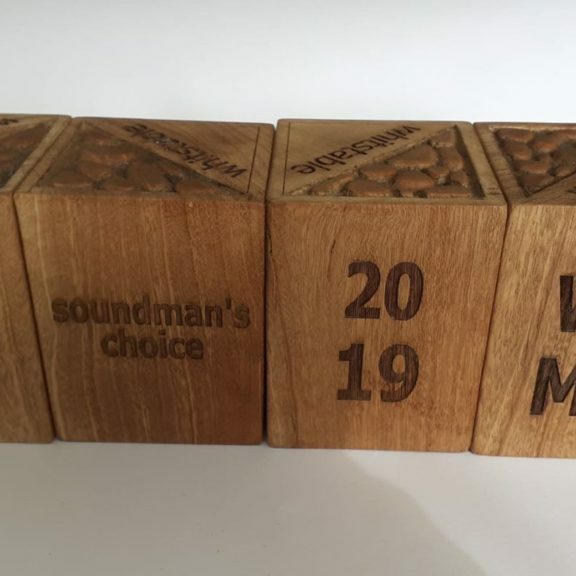 whitstable
whitstable
soundman's
choice
20
19
W
M